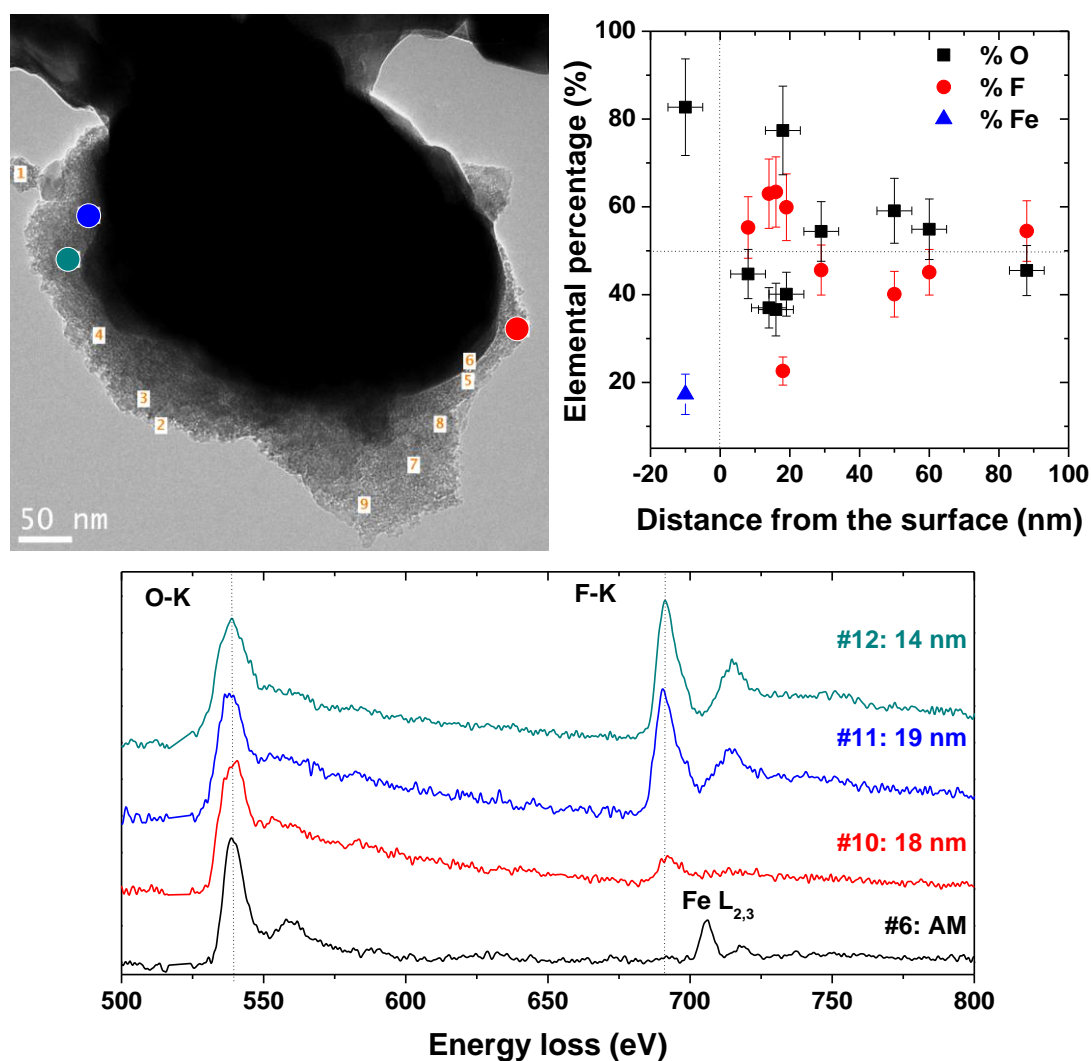 1
4
3
2
6
5
8
7
9
50 nm
Elemental percentage (%)
100
80
60
40
20
% O
% F
% Fe
-20 0 20 40 60 80 100
Distance from the surface (nm)
O-K
F-K
#12: 14 nm
#11: 19 nm
#10: 18 nm
Fe L2,3
#6: AM
500 550 600 650 700 750 800
Energy loss (eV)